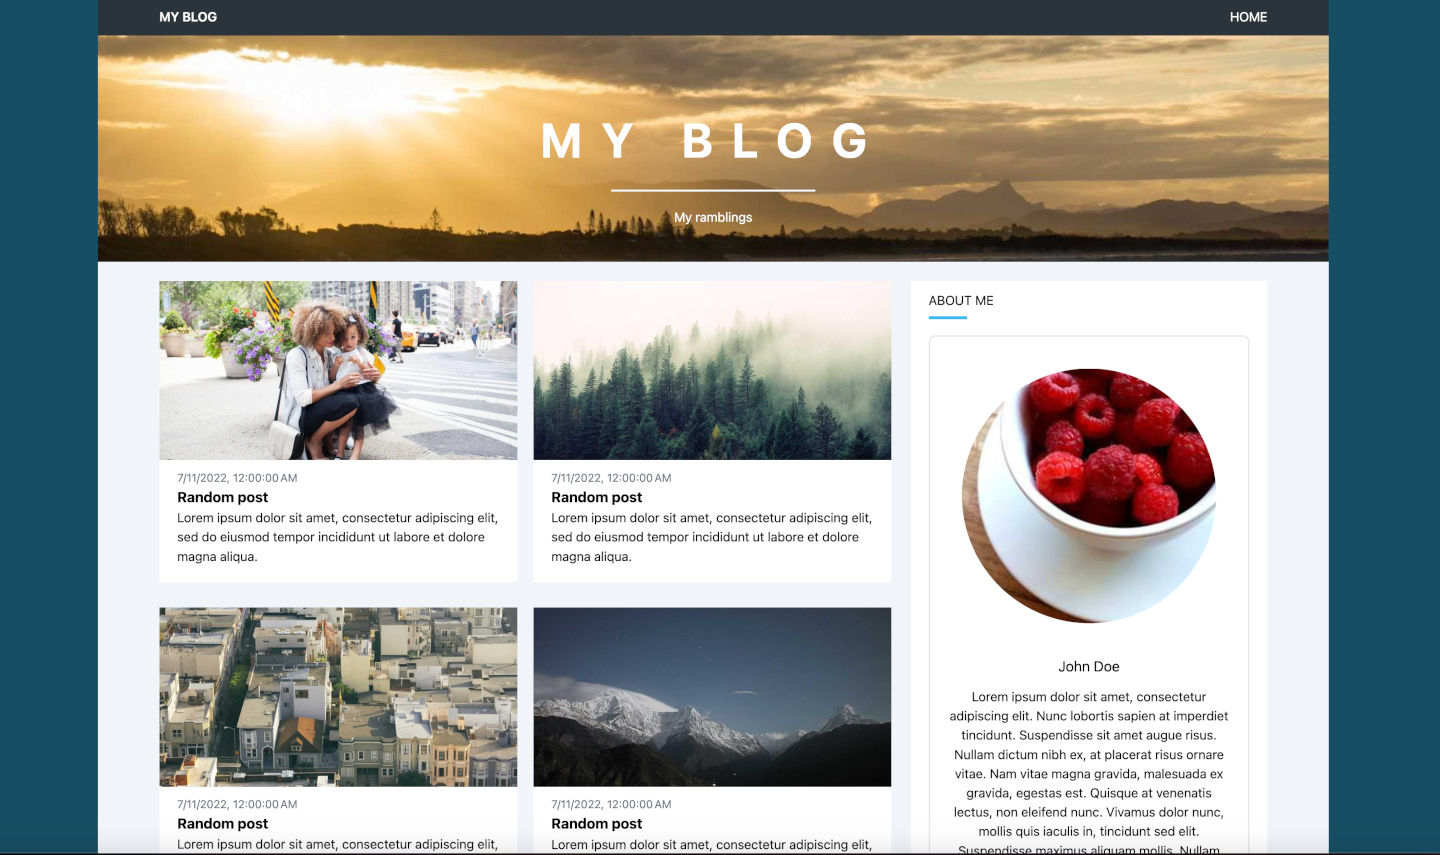 MY BLOG
HOME
MY BLOG
My ramblings
7/11/2022, 12:00:00 AM
Random post
Lorem ipsum dolor sit amet, consectetur adipiscing elit,
sed do eiusmod tempor incididunt ut labore et dolore
magna aliqua.
7/11/2022, 12:00:00 AM
Random post
Lorem ipsum dolor sit amet, consectetur adipiscing elit,
sed do eiusmod tempor incididunt ut labore et dolore
magna aliqua.
7/11/2022, 12:00:00 AM
Random post
Lorem ipsum dolor sit amet, consectetur adipiscing elit,
7/11/2022, 12:00:00 AM
Random post
Lorem ipsum dolor sit amet, consectetur adipiscing elit,
ABOUT ME
John Doe
Lorem ipsum dolor sit amet, consectetur
adipiscing elit. Nunc lobortis sapien at imperdiet
tincidunt. Suspendisse sit amet augue risus.
Nullam dictum nibh ex, at placerat risus ornare
vitae. Nam vitae magna gravida, malesuada ex
gravida, egestas est. Quisque at venenatis
lectus, non eleifend nunc. Vivamus dolor nunc,
mollis quis iaculis in, tincidunt sed elit.
Suspendisse maximus aliquam mollis. Nullam